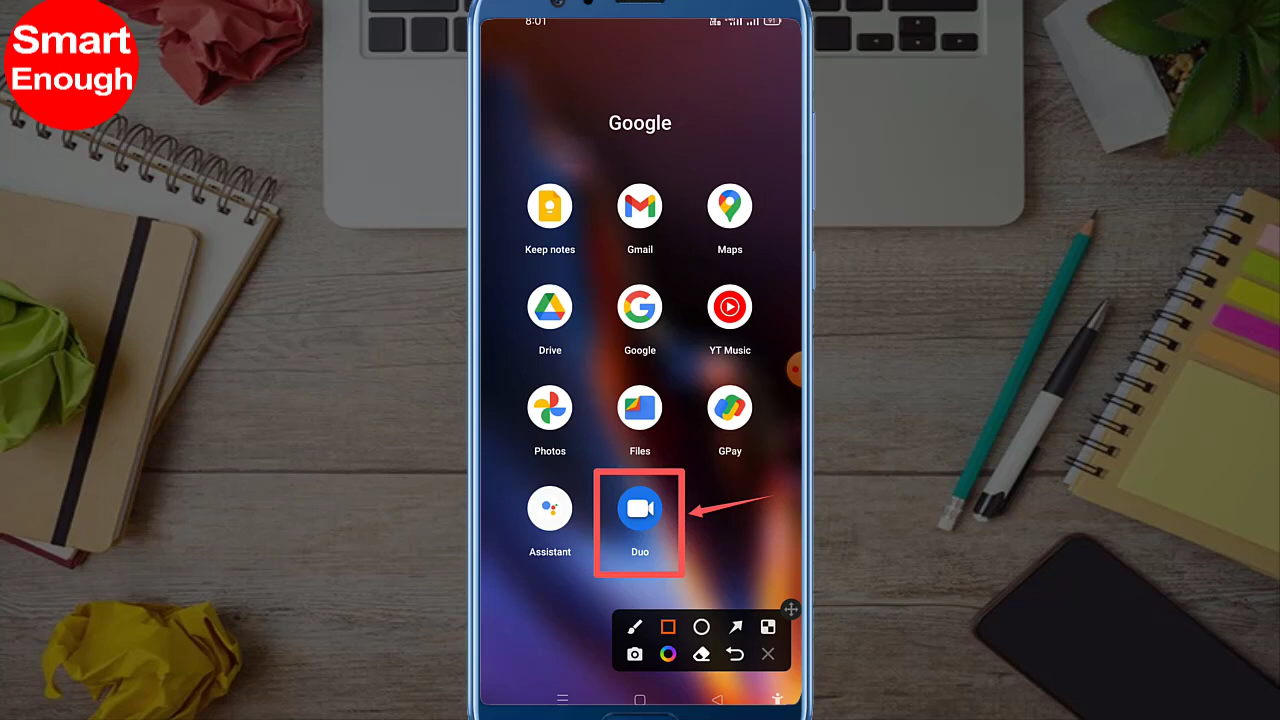 Smart
Enough
8:01
Google
Keep notes
Gmail
Maps
Drive
Google
YT Music
Photos
Files
GPay
Assistant
Duo